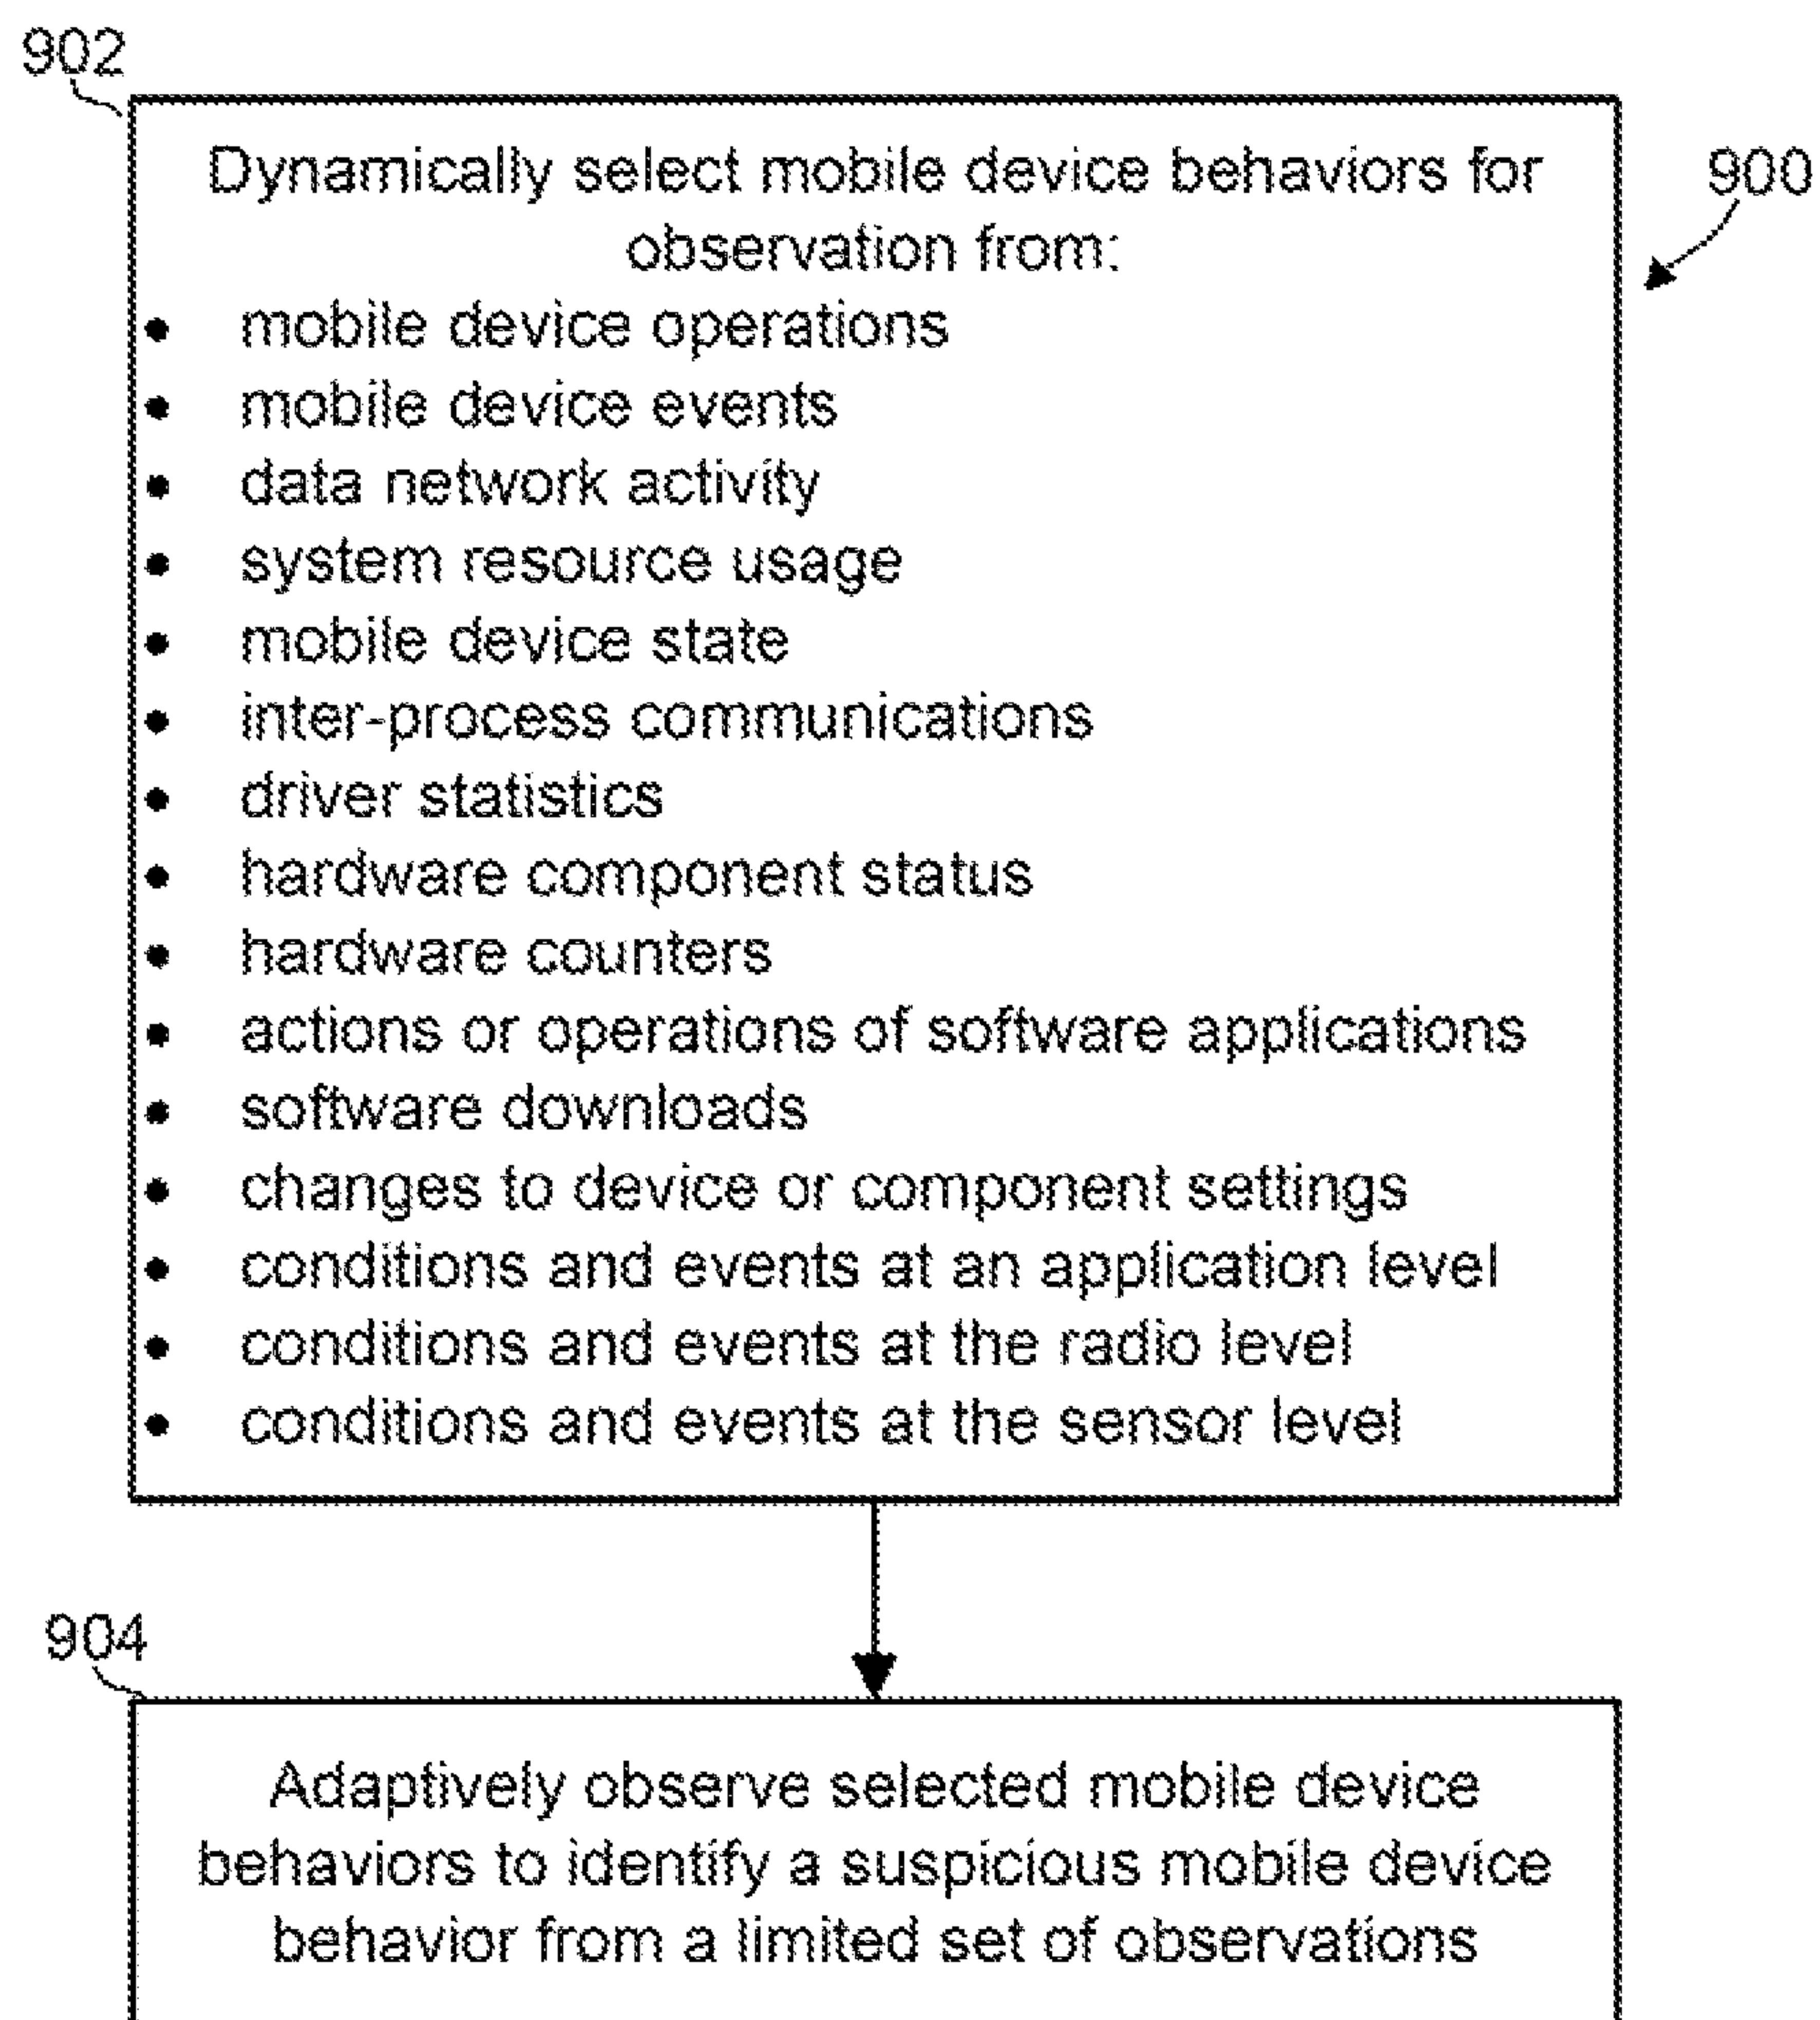 902
Dynamically select mobile device behaviors for
observation from:
900
• mobile device operations
• mobile device events
• data network activity
• system resource usage
• mobile device state
• inter-process communications
• driver statistics
• hardware component status
• hardware counters
• actions or operations of software applications
• software downloads
• changes to device or component settings
• conditions and events at an application level
• conditions and events at the radio level
• conditions and events at the sensor level
904
Adaptively observe selected mobile device
behaviors to identify a suspicious mobile device
behavior from a limited set of observations